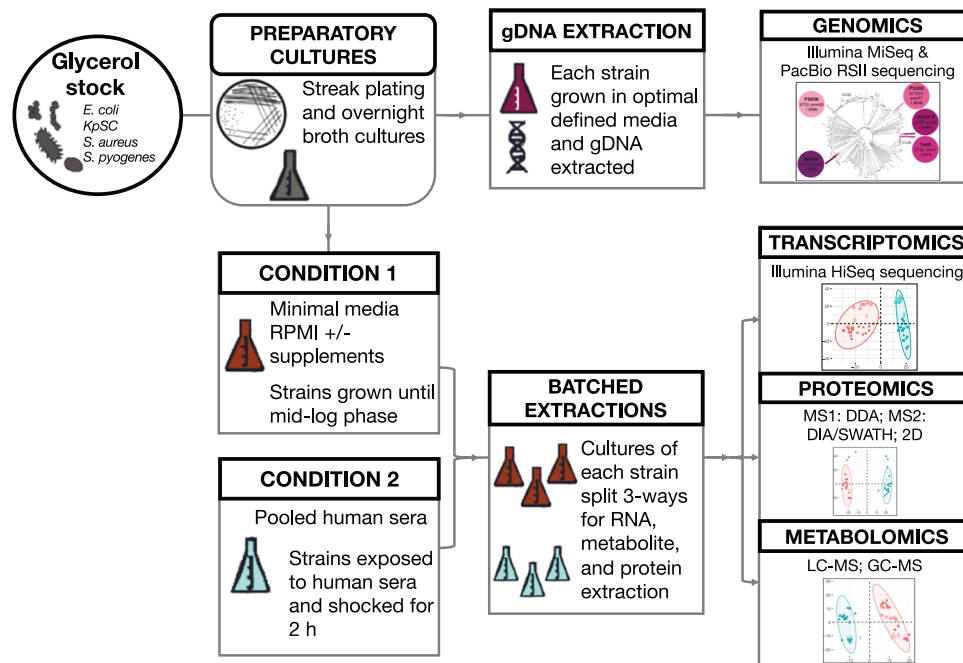 Glycerol
stock
E. coli
KpSC
S. aureus
S. pyogenes
PREPARATORY
CULTURES
Streak plating
and overnight
broth cultures
gDNA EXTRACTION
Each strain
grown in optimal
defined media
and gDNA
extracted
GENOMICS
Illumina MiSeq &
PacBio RSII sequencing
CONDITION 1
Minimal media
RPMI +/-
supplements
Strains grown until
mid-log phase
CONDITION 2
Pooled human sera
Strains exposed
to human sera
and shocked for
2 h
BATCHED
EXTRACTIONS
Cultures of
each strain
split 3-ways
for RNA,
metabolite,
and protein
extraction
TRANSCRIPTOMICS
Illumina HiSeq sequencing
PROTEOMICS
MS1: DDA; MS2:
DIA/SWATH; 2D
METABOLOMICS
LC-MS; GC-MS